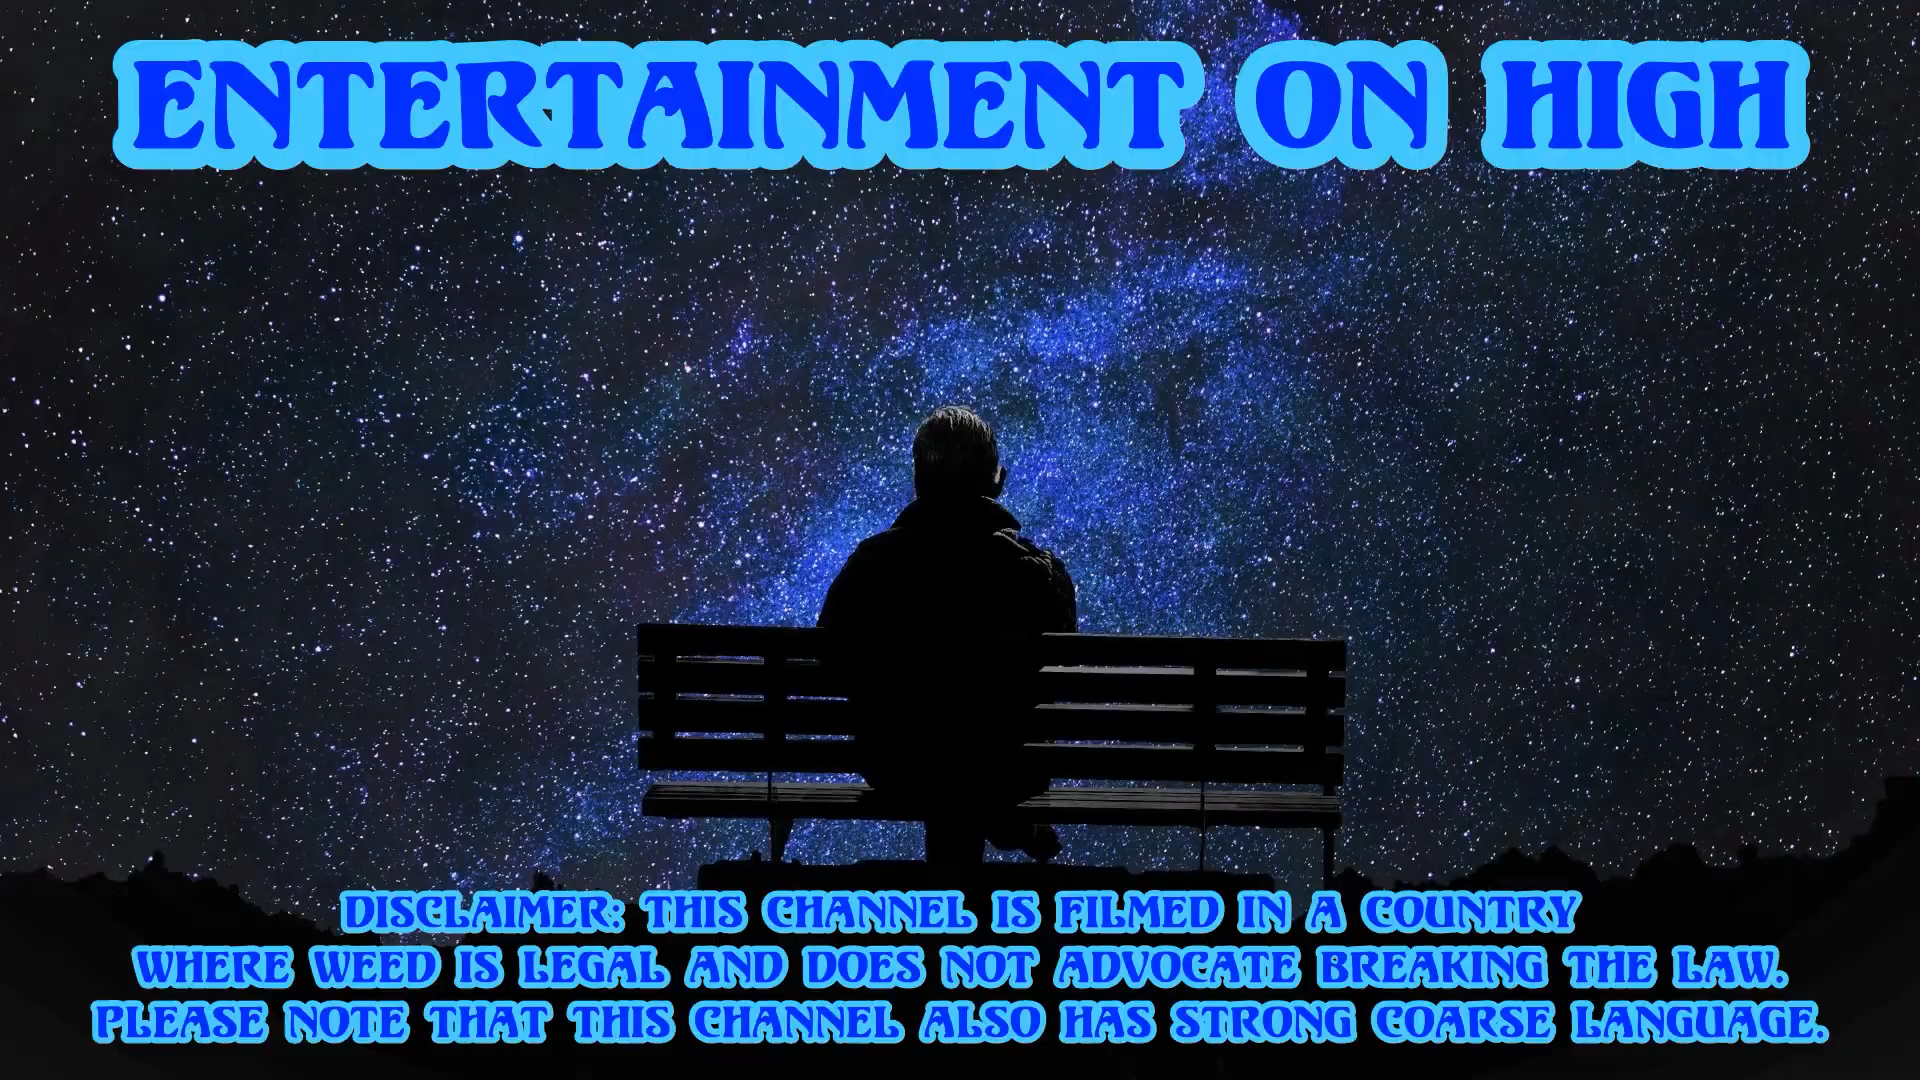 ENTERTAINMENT ON HIGH
DISCLAIMER: THIS CHANNEL IS FILMED IN A COUNTRY
WHERE WEED IS LEGAL AND DOES NOT ADVOCATE BREAKING THE LAW.
PLEASE NOTE THAT THIS CHANNEL ALSO HAS STRONG COARSE LANGUAGE.